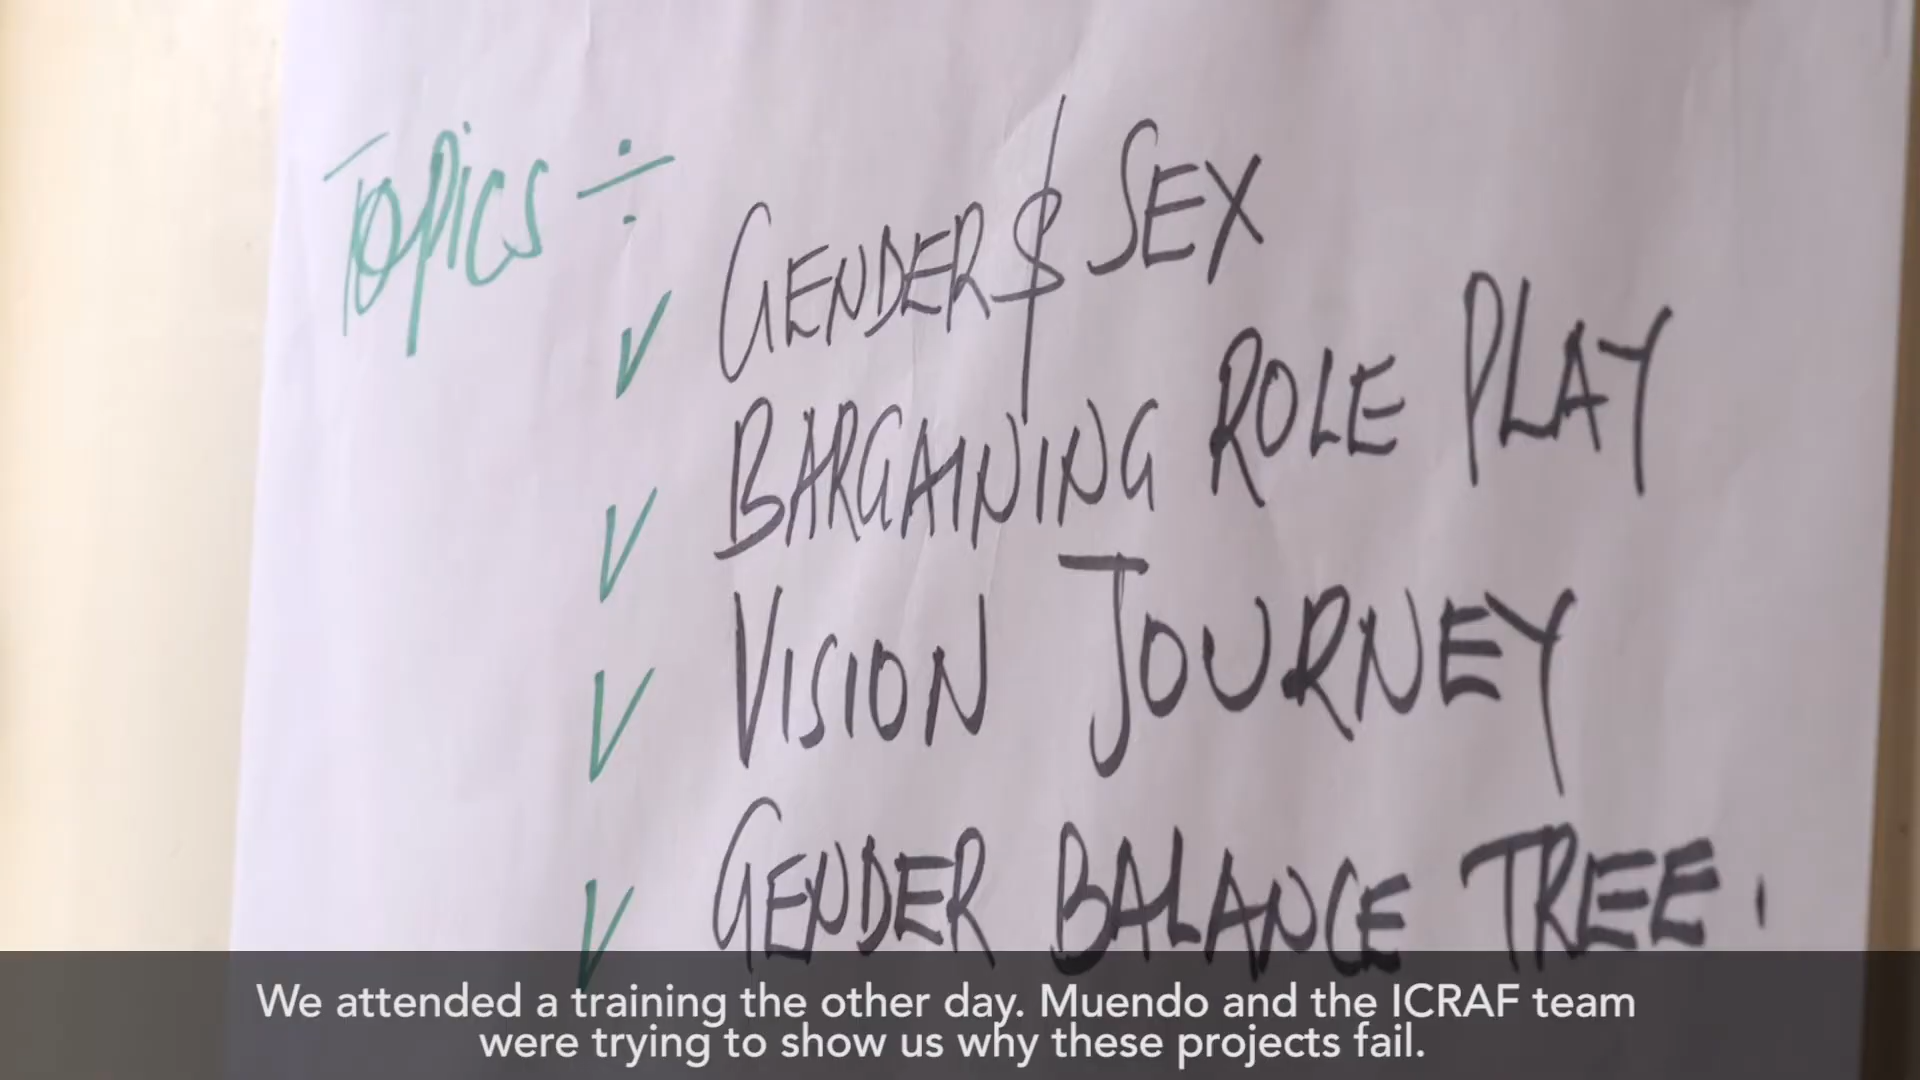 Topics ÷
✓ GENDER $ SEX
✓ BARGAINING ROLE PLAY
✓ VISION JOURNEY
✓ GENDER BALANCE TREE.
We attended a training the other day. Muendo and the ICRAF team
were trying to show us why these projects fail.